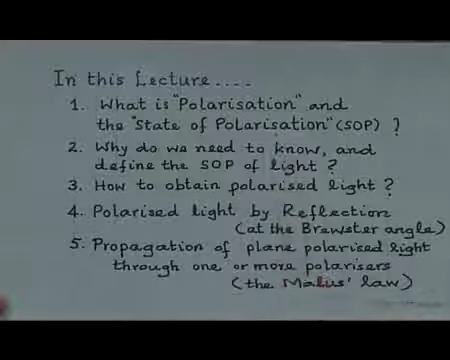 In this Lecture....
1. What is "Polarisation" and
the "State of Polarisation" (SOP) ?
2. Why do we need to know, and
define the SOP of light ?
3. How to obtain polarised light ?
4. Polarised light by Reflection
(at the Brewster angle)
5. Propagation of plane polarised light
through one or more polarisers
(the Malus' law)